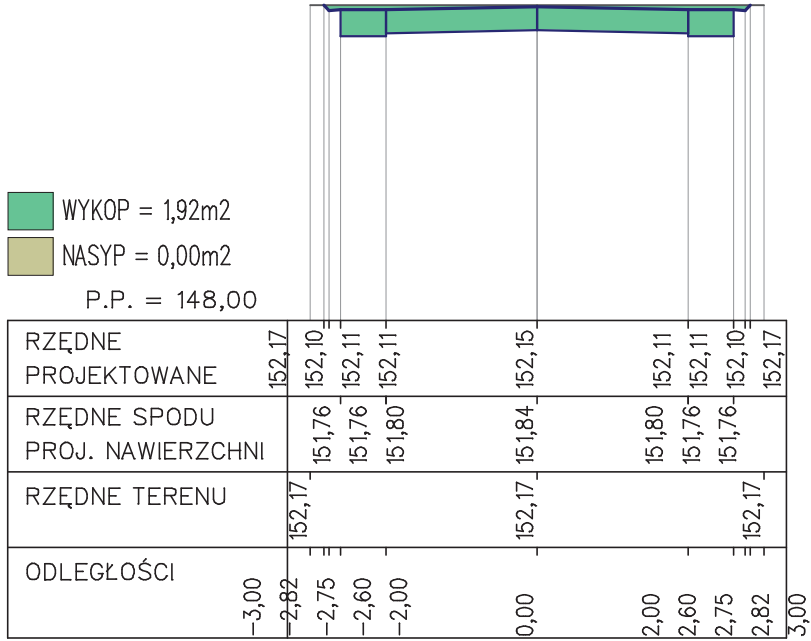 WYKOP = 1,92m2
NASYP = 0,00m2
P.P. = 148,00
RZĘDNE
PROJEKTOWANE
152,17 152,10 152,11 152,11 152,15 152,11 152,11 152,10 152,17
RZĘDNE SPODU
PROJ. NAWIERZCHNI
151,76 151,76 151,80 151,84 151,80 151,76 151,76
RZĘDNE TERENU
152,17 152,17 152,17
ODLEGŁOŚCI
-3,00 -2,82 -2,75 -2,60 -2,00 0,00 2,00 2,60 2,75 2,82 3,00